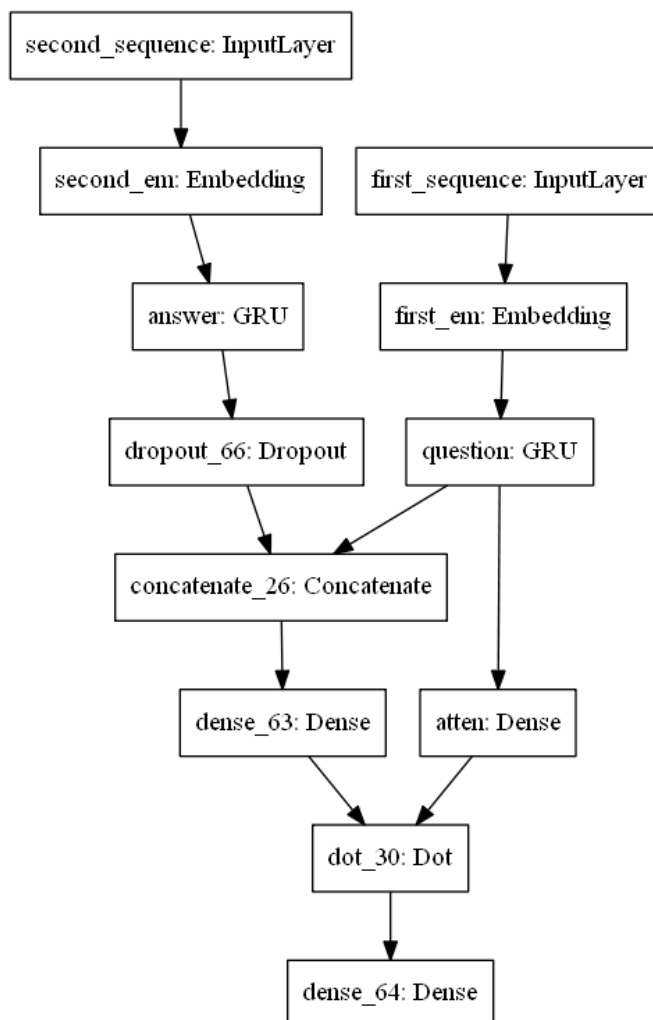 second_sequence: InputLayer
second_em: Embedding
first_sequence: InputLayer
answer: GRU
first_em: Embedding
dropout_66: Dropout
question: GRU
concatenate_26: Concatenate
dense_63: Dense
atten: Dense
dot_30: Dot
dense_64: Dense